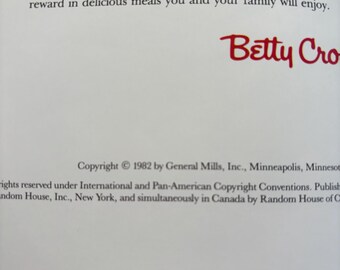 reward in delicious meals you and your family will enjoy.
Betty Cro
Copyright © 1982 by General Mills, Inc., Minneapolis, Minnesot
rights reserved under International and Pan-American Copyright Conventions. Publish
ndom House, Inc., New York, and simultaneously in Canada by Random House of C